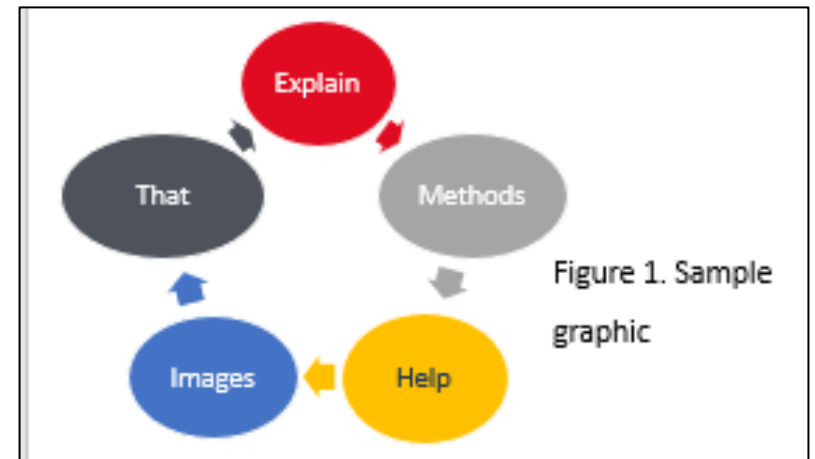 Explain
That
Methods
Figure 1. Sample
graphic
Images
Help